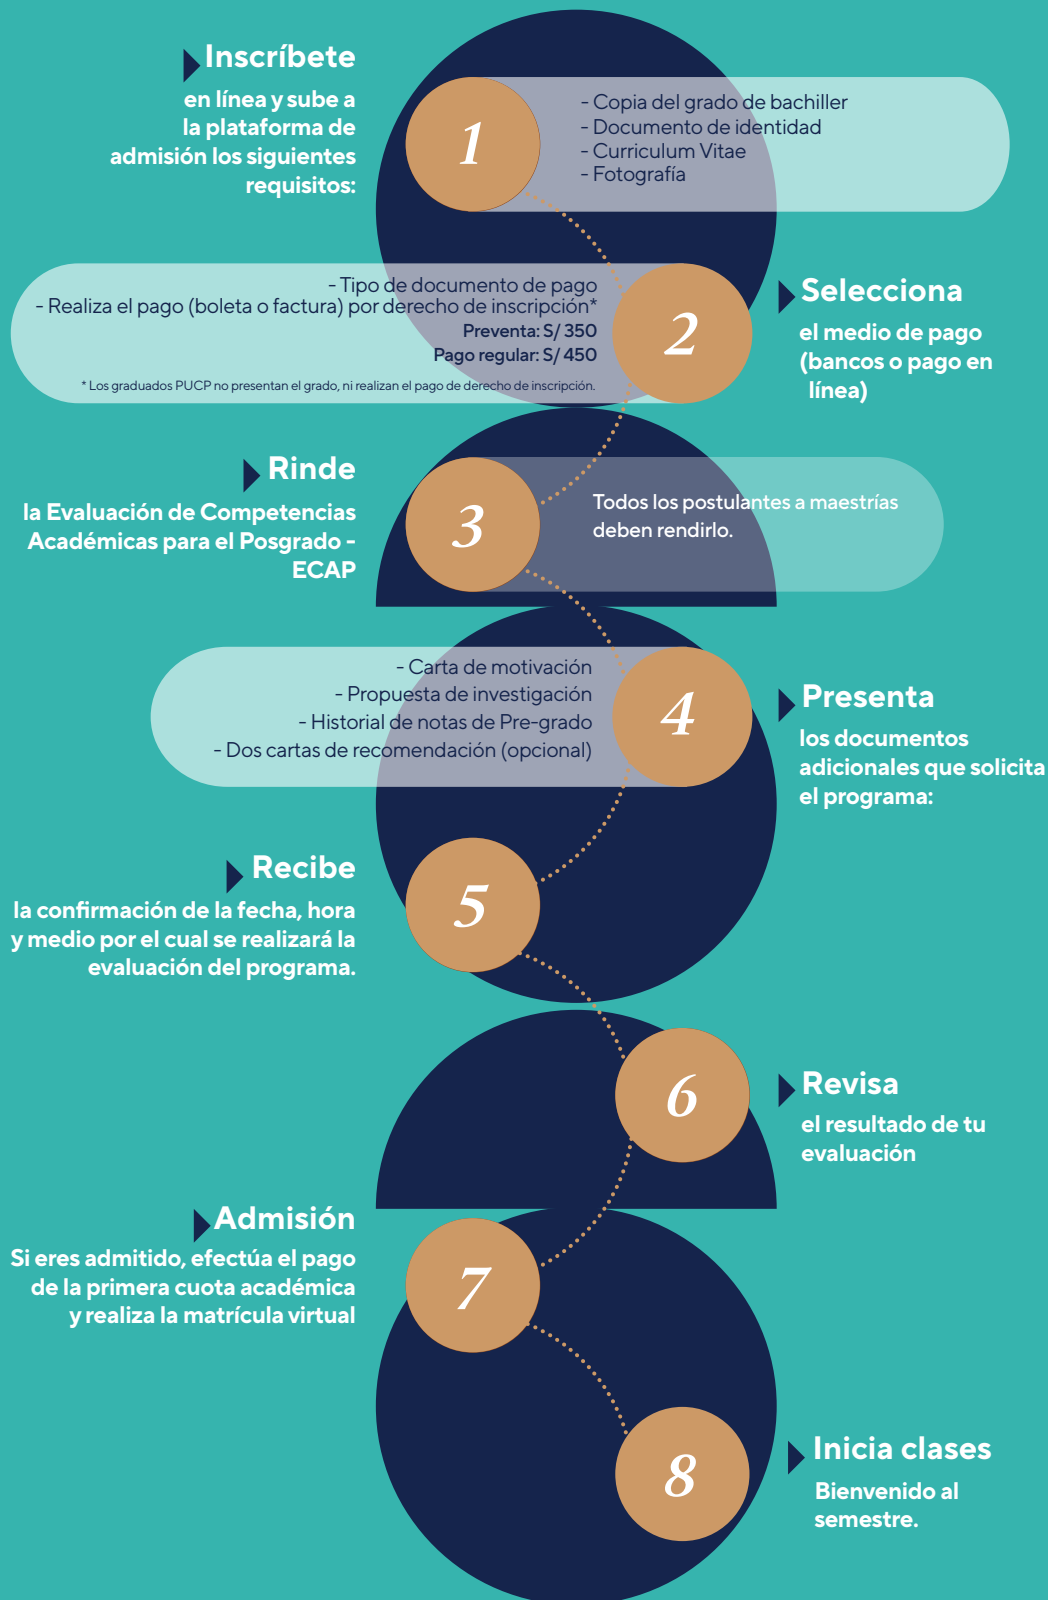 Inscríbete
en línea y sube a
la plataforma de
admisión los siguientes
requisitos:
1
- Copia del grado de bachiller
- Documento de identidad
- Curriculum Vitae
- Fotografía
- Tipo de documento de pago
- Realiza el pago (boleta o factura) por derecho de inscripción*
Preventa: S/ 350
Pago regular: S/ 450
* Los graduados PUCP no presentan el grado, ni realizan el pago de derecho de inscripción.
2
Selecciona
el medio de pago
(bancos o pago en
línea)
Rinde
la Evaluación de Competencias
Académicas para el Posgrado -
ECAP
3
Todos los postulantes a maestrías
deben rendirlo.
- Carta de motivación
- Propuesta de investigación
- Historial de notas de Pre-grado
- Dos cartas de recomendación (opcional)
4
Presenta
los documentos
adicionales que solicita
el programa:
Recibe
la confirmación de la fecha, hora
y medio por el cual se realizará la
evaluación del programa.
5
6
Revisa
el resultado de tu
evaluación
Admisión
Si eres admitido, efectúa el pago
de la primera cuota académica
y realiza la matrícula virtual
7
8
Inicia clases
Bienvenido al
semestre.